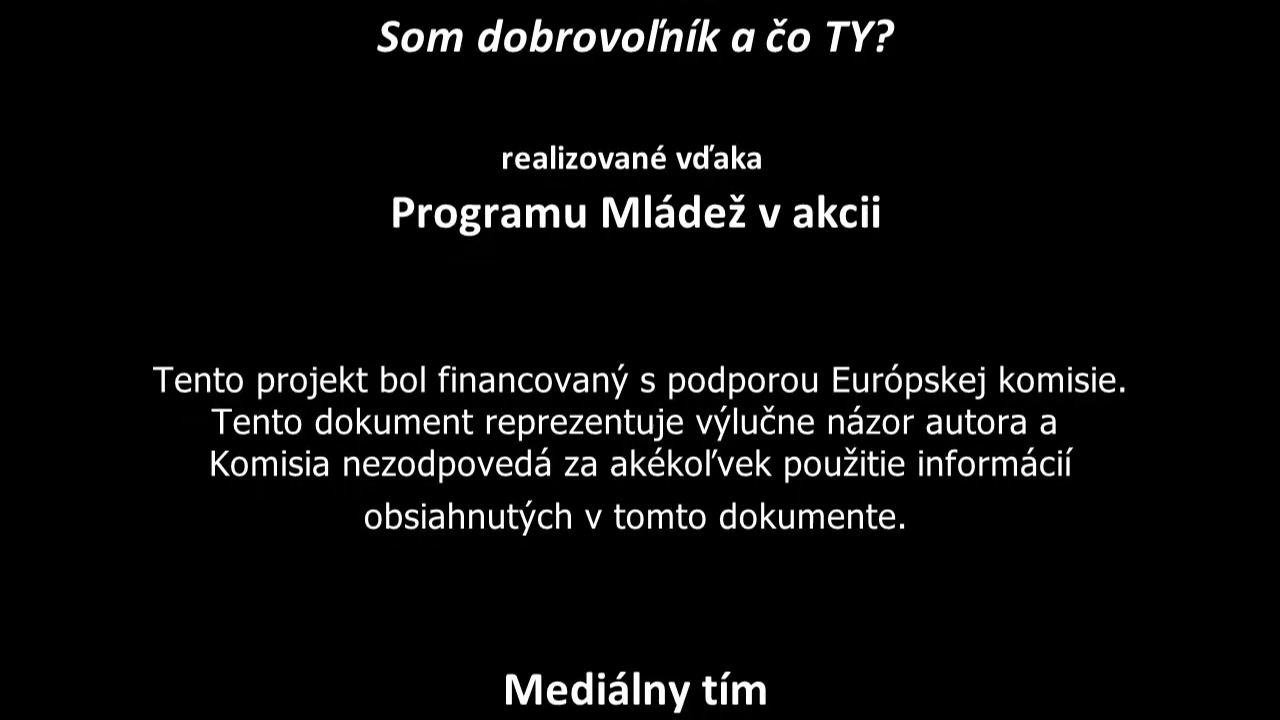 Som dobrovoľník a čo TY?
realizované vďaka
Programu Mládež v akcii
Tento projekt bol financovaný s podporou Európskej komisie.
Tento dokument reprezentuje výlučne názor autora a
Komisia nezodpovedá za akékoľvek použitie informácií
obsiahnutých v tomto dokumente.
Mediálny tím